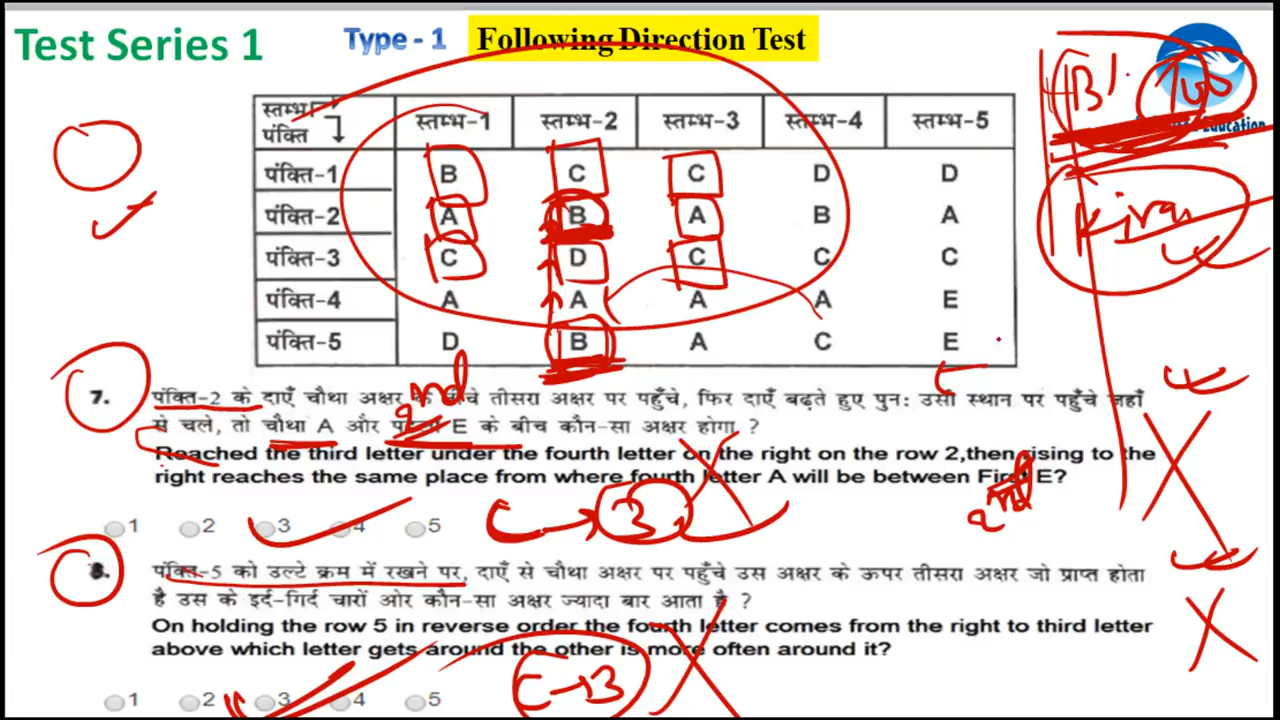 Test Series 1
Type - 1
Following Direction Test
स्तम्भ
पंक्ति
स्तम्भ-1 स्तम्भ-2 स्तम्भ-3 स्तम्भ-4 स्तम्भ-5
पंक्ति-1 B C C D D
पंक्ति-2 A B A B A
पंक्ति-3 C D C C C
पंक्ति-4 A A A A E
पंक्ति-5 D B A C E
7. पंक्ति-2 के दाएँ चौथा अक्षर के नीचे तीसरा अक्षर पर पहुँचे, फिर दाएँ बढ़ते हुए पुनः उसी स्थान पर पहुँचे जहाँ
से चले, तो चौथा A और पहला E के बीच कौन-सा अक्षर होगा ?
2nd
Reached the third letter under the fourth letter on the right on the row 2,then rising to the
right reaches the same place from where fourth letter A will be between First E?
2nd
1 2 3 4 5
C → 3
8. पंक्ति-5 को उल्टे क्रम में रखने पर, दाएँ से चौथा अक्षर पर पहुँचे उस अक्षर के ऊपर तीसरा अक्षर जो प्राप्त होता
है उस के इर्द-गिर्द चारों ओर कौन-सा अक्षर ज्यादा बार आता है ?
On holding the row 5 in reverse order the fourth letter comes from the right to third letter
above which letter gets around the other is more often around it?
1 2 3 4 5
C → 3
Kiran
Education